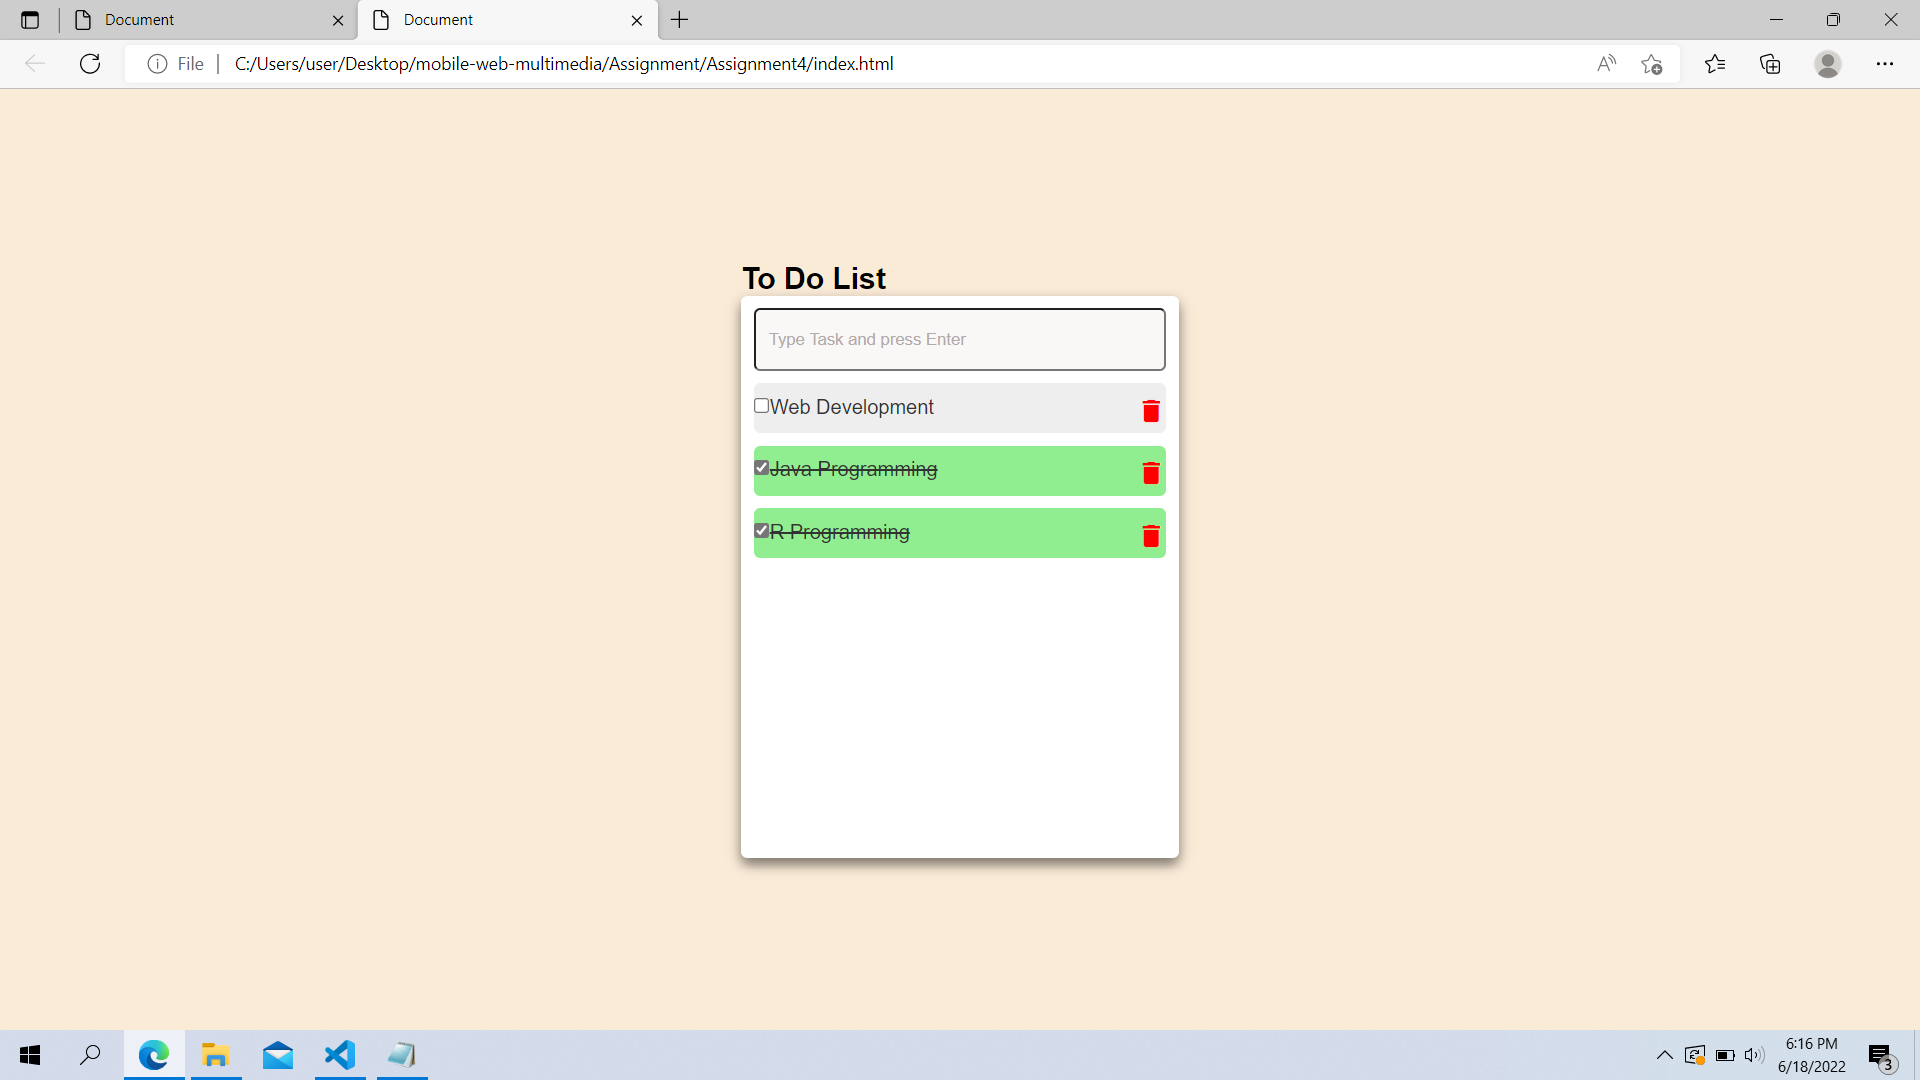 Document
Document
File
C:/Users/user/Desktop/mobile-web-multimedia/Assignment/Assignment4/index.html
To Do List
Type Task and press Enter
Web Development
Java Programming
R Programming
6:16 PM
6/18/2022
3